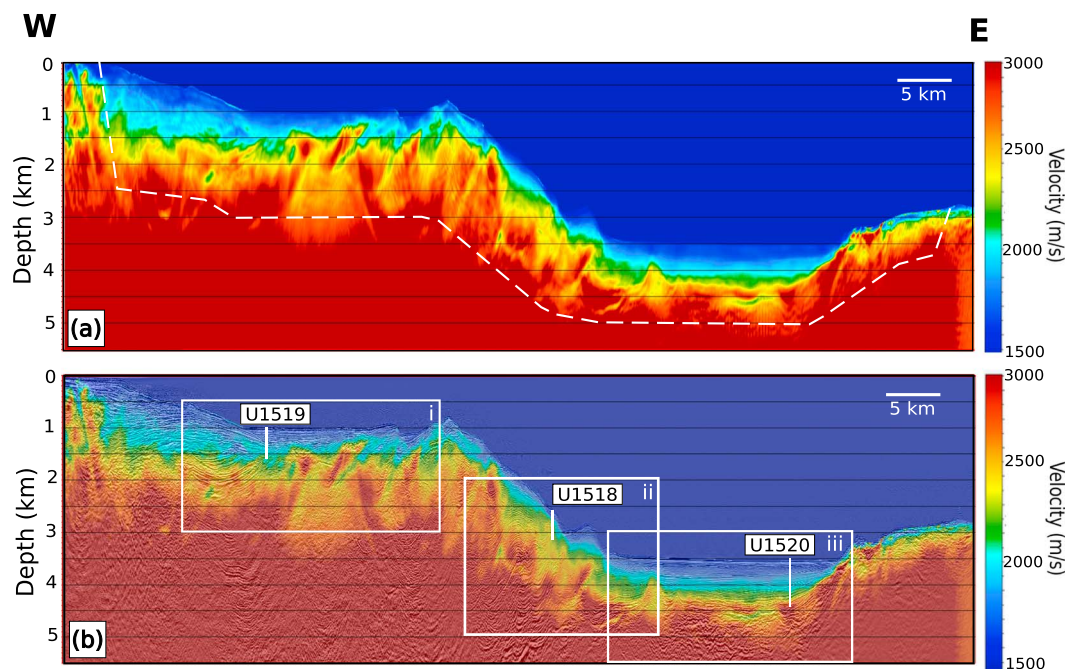 W
E
0
1
2
3
4
5
Depth (km)
5 km
(a)
3000
2500
2000
1500
Velocity (m/s)
0
1
2
3
4
5
Depth (km)
5 km
U1519
i
U1518
ii
U1520
iii
(b)
3000
2500
2000
1500
Velocity (m/s)